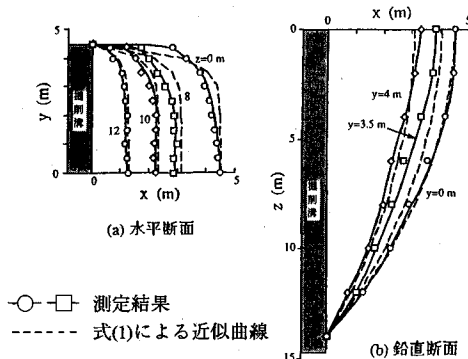 y (m)
5
0
掘削溝
z=0 m
8
10
12
0
5
x (m)
(a) 水平断面
測定結果
式(1)による近似曲線
x (m)
0
5
0
5
10
15
z (m)
掘削溝
y=4 m
y=3.5 m
y=0 m
(b) 鉛直断面